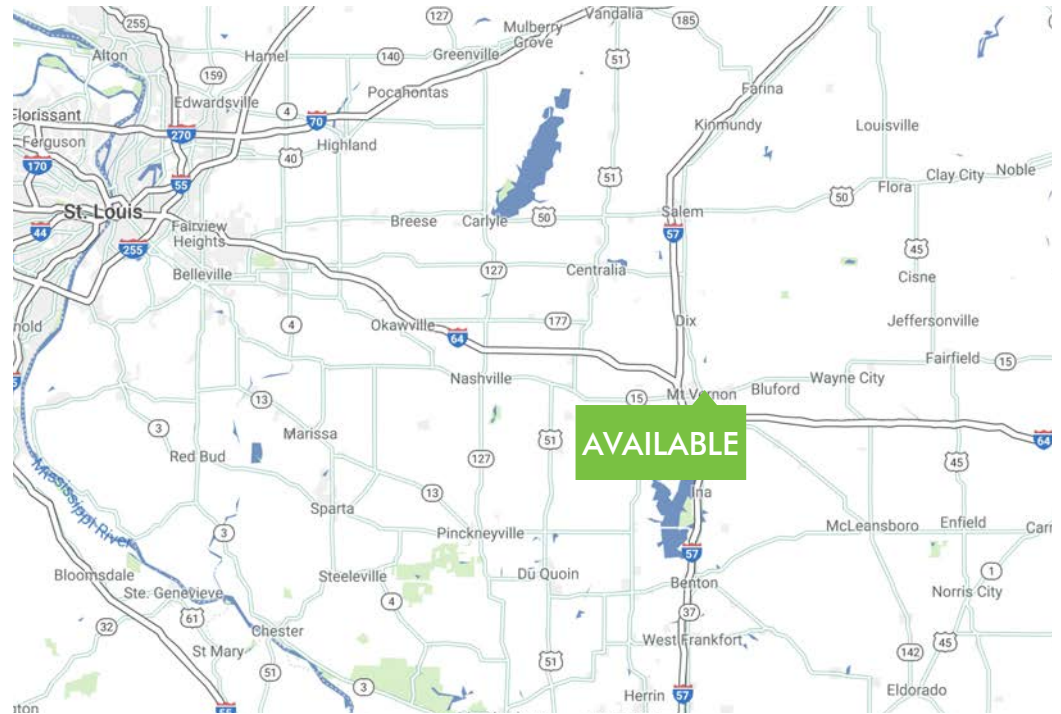 Vandalia
127
185
255
Mulberry
Grove
Alton
Hamel
140
Greenville
51
159
Pocahontas
Farina
Edwardsville
4
Florissant
70
Kinmundy
Louisville
Ferguson
270
Highland
40
170
55
51
Clay City
Noble
Flora
50
St. Louis
Breese
Carlyle
50
Salem
44
Fairview
Heights
57
255
45
Belleville
127
Centralia
Cisne
4
Okawville
177
Dix
Jeffersonville
64
Fairfield
15
Nashville
Wayne City
15
Mt Vernon
Bluford
13
3
Marissa
51
AVAILABLE
64
Red Bud
127
45
13
Ina
Sparta
McLeansboro
Enfield
Mississippi River
3
Pinckneyville
57
Bloomsdale
Steeleville
Du Quoin
Benton
1
Ste. Genevieve
4
Norris City
61
37
32
Chester
West Frankfort
St Mary
45
51
51
142
3
Herrin
57
Eldorado
55